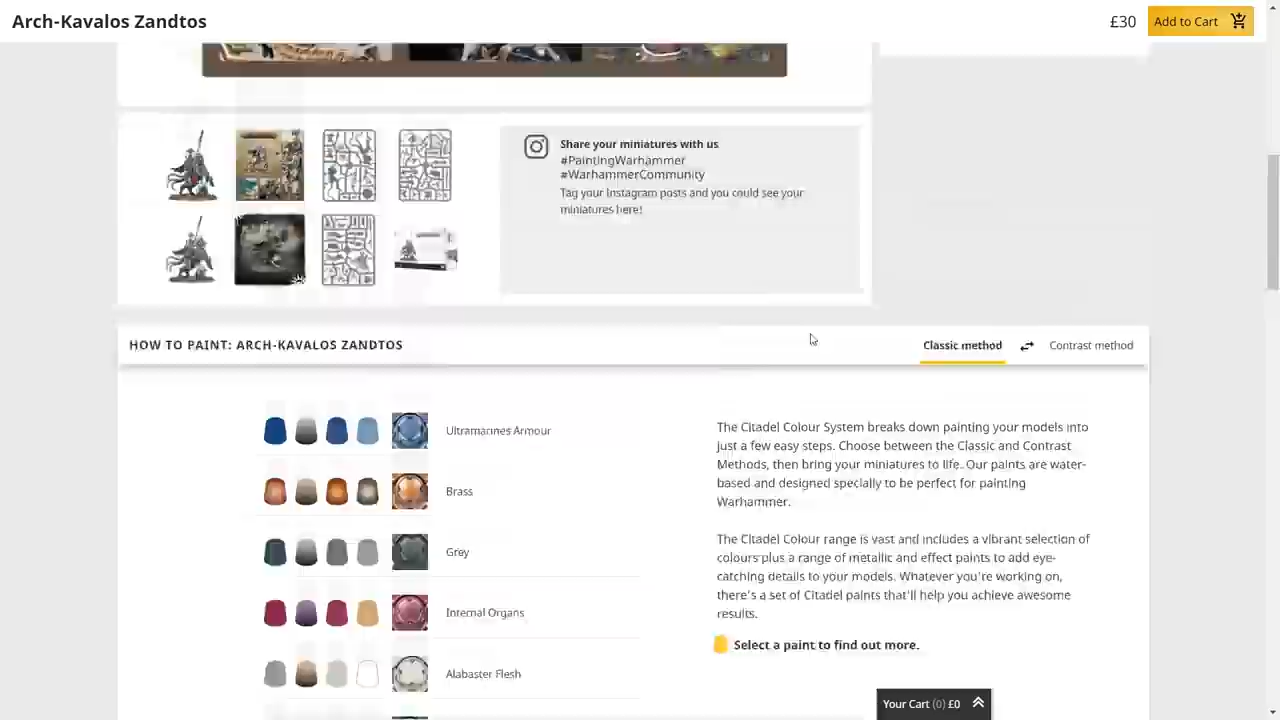 Arch-Kavalos Zandtos
£30
Add to Cart
Share your miniatures with us
#PaintingWarhammer
#WarhammerCommunity
Tag your Instagram posts and you could see your
miniatures here!
HOW TO PAINT: ARCH-KAVALOS ZANDTOS
Classic method
Contrast method
Ultramarines Armour
Brass
Grey
Internal Organs
Alabaster Flesh
The Citadel Colour System breaks down painting your models into
just a few easy steps. Choose between the Classic and Contrast
Methods, then bring your miniatures to life. Our paints are water-
based and designed specially to be perfect for painting
Warhammer.
The Citadel Colour range is vast and includes a vibrant selection of
colours plus a range of metallic and effect paints to add eye-
catching details to your models. Whatever you're working on,
there's a set of Citadel paints that'll help you achieve awesome
results.
Select a paint to find out more.
Your Cart (0) £0